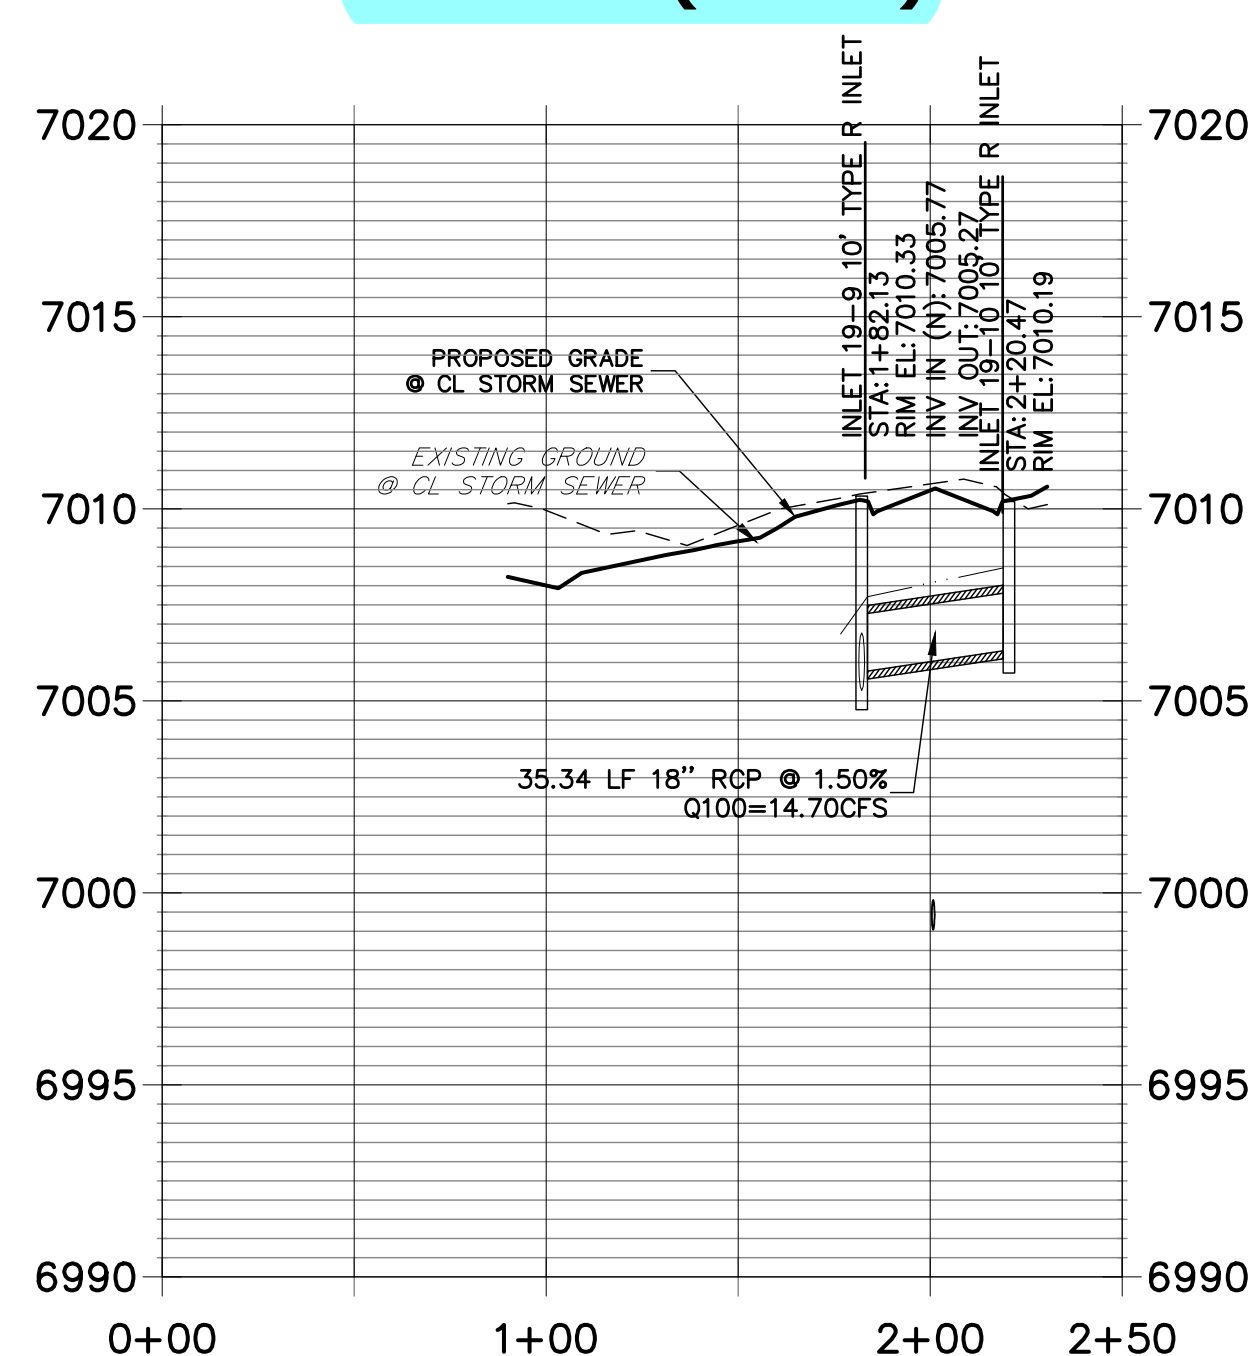 INLET 19-9 10' TYPE R INLET
STA:1+82.13
RIM EL:7010.33
INV IN (N):7005.77
INV OUT:7005.27
INLET 19-10 10' TYPE R INLET
STA:2+20.47
RIM EL:7010.19
7020
7020
7015
7015
PROPOSED GRADE
@ CL STORM SEWER
EXISTING GROUND
@ CL STORM SEWER
7010
7010
7005
7005
35.34 LF 18" RCP @ 1.50%
Q100=14.70CFS
7000
7000
6995
6995
6990
6990
0+00
1+00
2+00
2+50